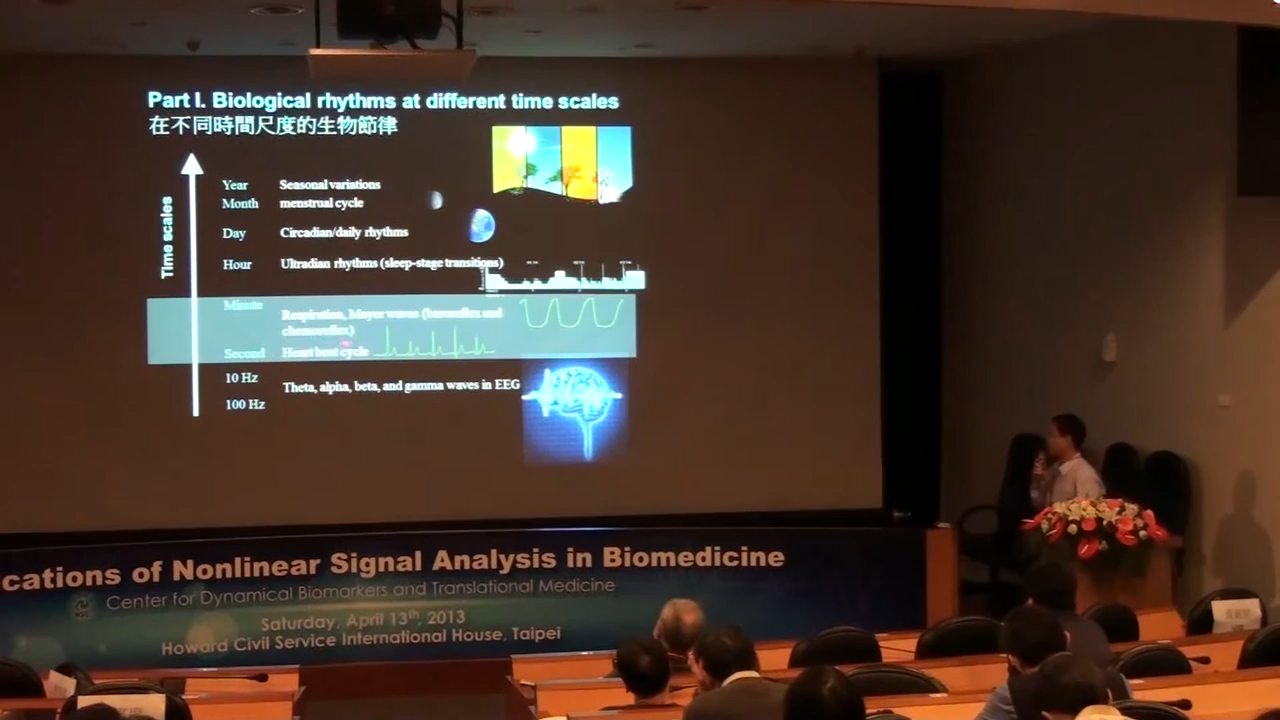 Part I. Biological rhythms at different time scales
在不同時間尺度的生物節律
Time scales
Year Seasonal variations
Month menstrual cycle
Day Circadian/daily rhythms
Hour Ultradian rhythms (sleep-stage transitions)
Minute
Respiration, Mayer waves (baroreflex and
chemoreflex)
Second Heart beat cycle
10 Hz
Theta, alpha, beta, and gamma waves in EEG
100 Hz
cations of Nonlinear Signal Analysis in Biomedicine
Center for Dynamical Biomarkers and Translational Medicine
Saturday, April 13th, 2013
Howard Civil Service International House, Taipei